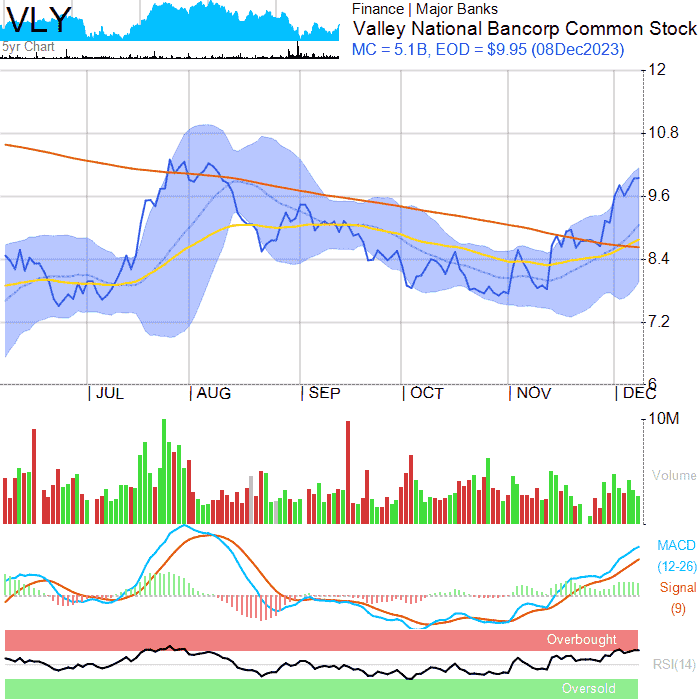 VLY
Finance | Major Banks
Valley National Bancorp Common Stock
MC = 5.1B, EOD = $9.95 (08Dec2023)
5yr Chart
12
10.8
9.6
8.4
7.2
6
JUL AUG SEP OCT NOV DEC
10M
Volume
MACD
(12-26)
Signal
(9)
Overbought
RSI(14)
Oversold